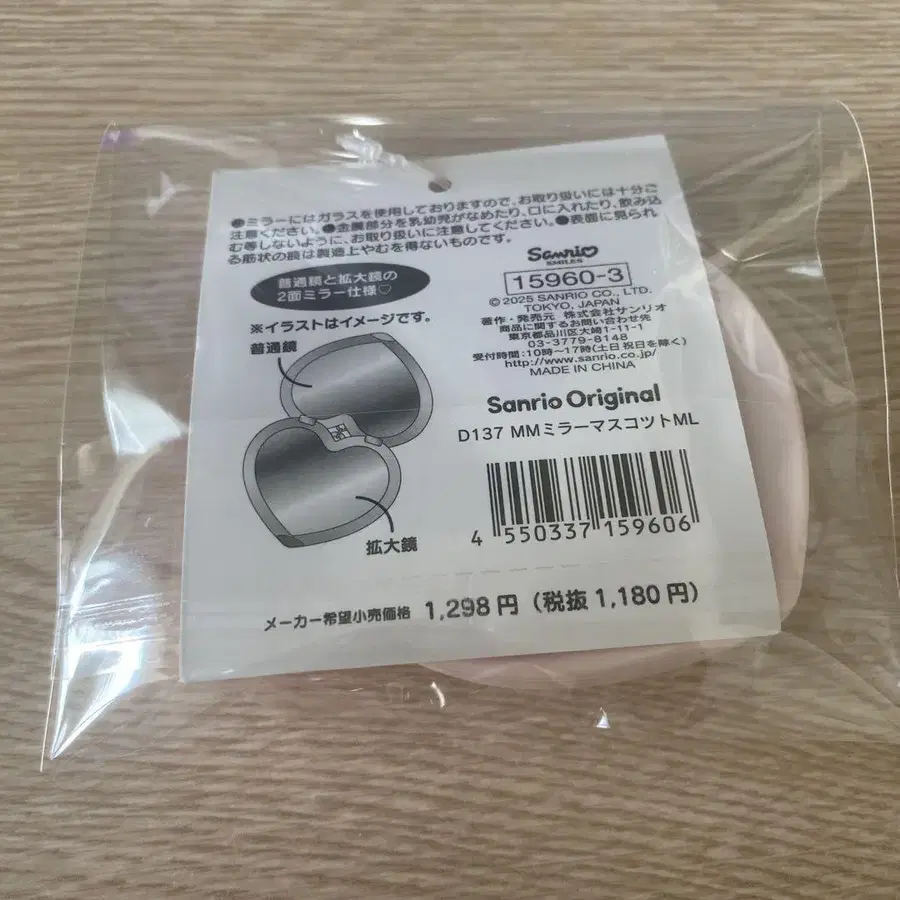 ●ミラーにはガラスを使用しておりますので、お取り扱いには十分ご
注意ください。●金属部分を乳幼児がなめたり、口に入れたり、飲み込
む等しないように、お取り扱いに注意してください。●表面に見られ
る筋状の痕は製造上やむを得ないものです。
普通鏡と拡大鏡の
2面ミラー仕様♡
※イラストはイメージです。
普通鏡
拡大鏡
Sanrio
SMILES
15960-3
©2025 SANRIO CO., LTD.
TOKYO, JAPAN
著作・発売元 株式会社サンリオ
商品に関するお問い合わせ先
東京都品川区大崎1-11-1
03-3779-8148
受付時間:10時〜17時(土日祝日を除く)
http://www.sanrio.co.jp/
MADE IN CHINA
Sanrio Original
D137 MMミラーマスコットML
4 550337 159606
メーカー希望小売価格 1,298円(税抜1,180円)